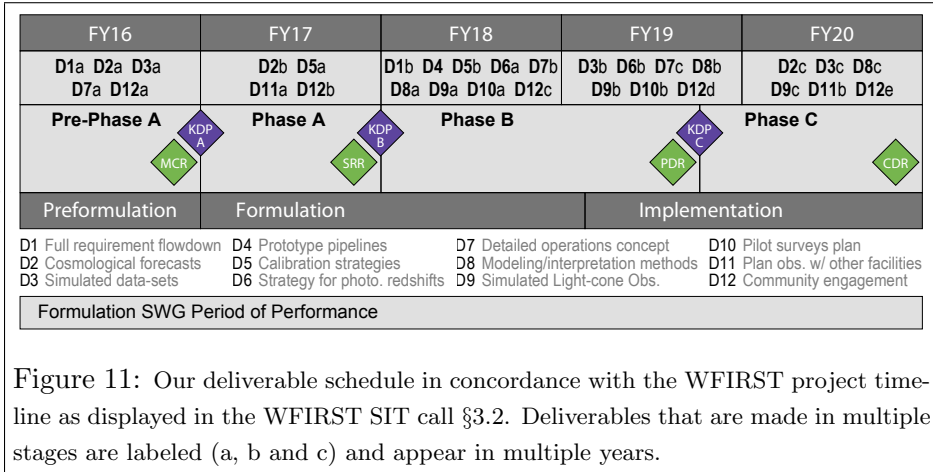 FY16 FY17 FY18 FY19 FY20
D1a D2a D3a D2b D5a D1b D4 D5b D6a D7b D3b D6b D7c D8b D2c D3c D8c
D7a D12a D11a D12b D8a D9a D10a D12c D9b D10b D12d D9c D11b D12e
Pre-Phase A Phase A Phase B Phase C
KDP A KDP B KDP C
MCR SRR PDR CDR
Preformulation Formulation Implementation
D1 Full requirement flowdown D4 Prototype pipelines D7 Detailed operations concept D10 Pilot surveys plan
D2 Cosmological forecasts D5 Calibration strategies D8 Modeling/interpretation methods D11 Plan obs. w/ other facilities
D3 Simulated data-sets D6 Strategy for photo. redshifts D9 Simulated Light-cone Obs. D12 Community engagement
Formulation SWG Period of Performance
Figure 11: Our deliverable schedule in concordance with the WFIRST project time-
line as displayed in the WFIRST SIT call §3.2. Deliverables that are made in multiple
stages are labeled (a, b and c) and appear in multiple years.